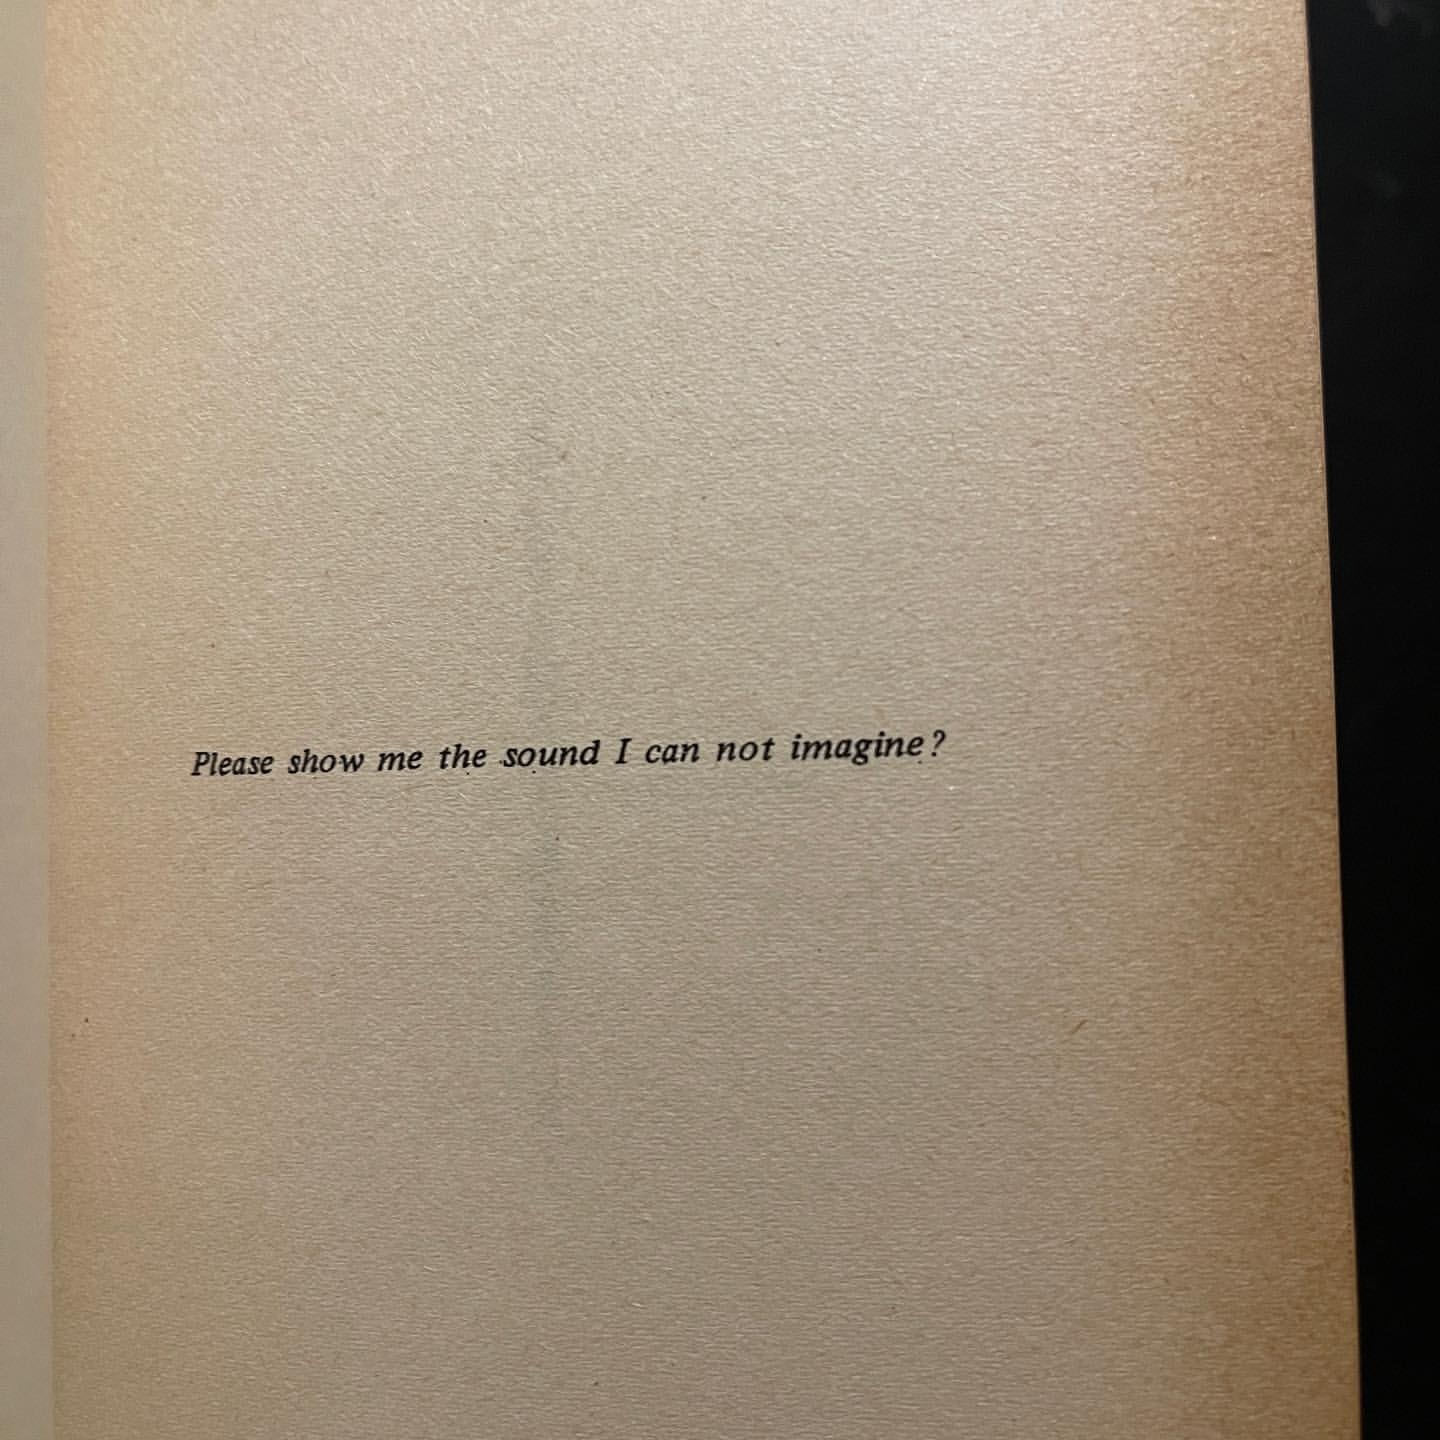 Please show me the sound I can not imagine?